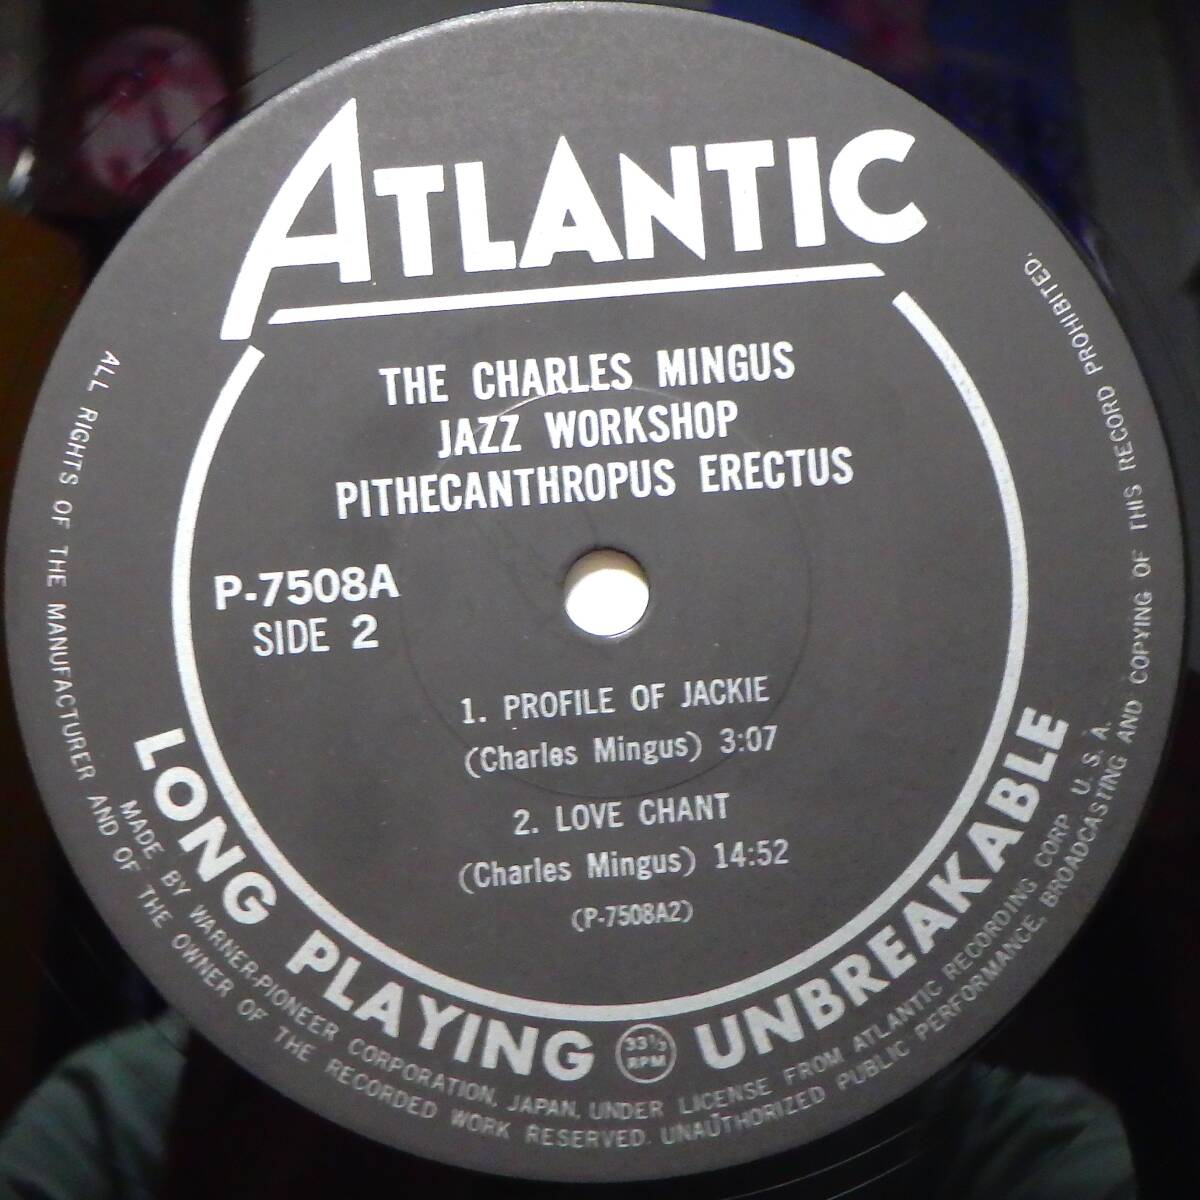 ATLANTIC
THE CHARLES MINGUS
JAZZ WORKSHOP
PITHECANTHROPUS ERECTUS
P-7508A
SIDE 2
1. PROFILE OF JACKIE
(Charles Mingus) 3:07
2. LOVE CHANT
(Charles Mingus) 14:52
(P-7508A2)
LONG PLAYING 33 1/3 RPM UNBREAKABLE
MADE BY WARNER-PIONEER CORPORATION, JAPAN, UNDER LICENSE FROM ATLANTIC RECORDING CORP. U. S. A.
ALL RIGHTS OF THE MANUFACTURER AND OF THE OWNER OF THE RECORDED WORK RESERVED. UNAUTHORIZED PUBLIC PERFORMANCE, BROADCASTING AND COPYING OF THIS RECORD PROHIBITED.